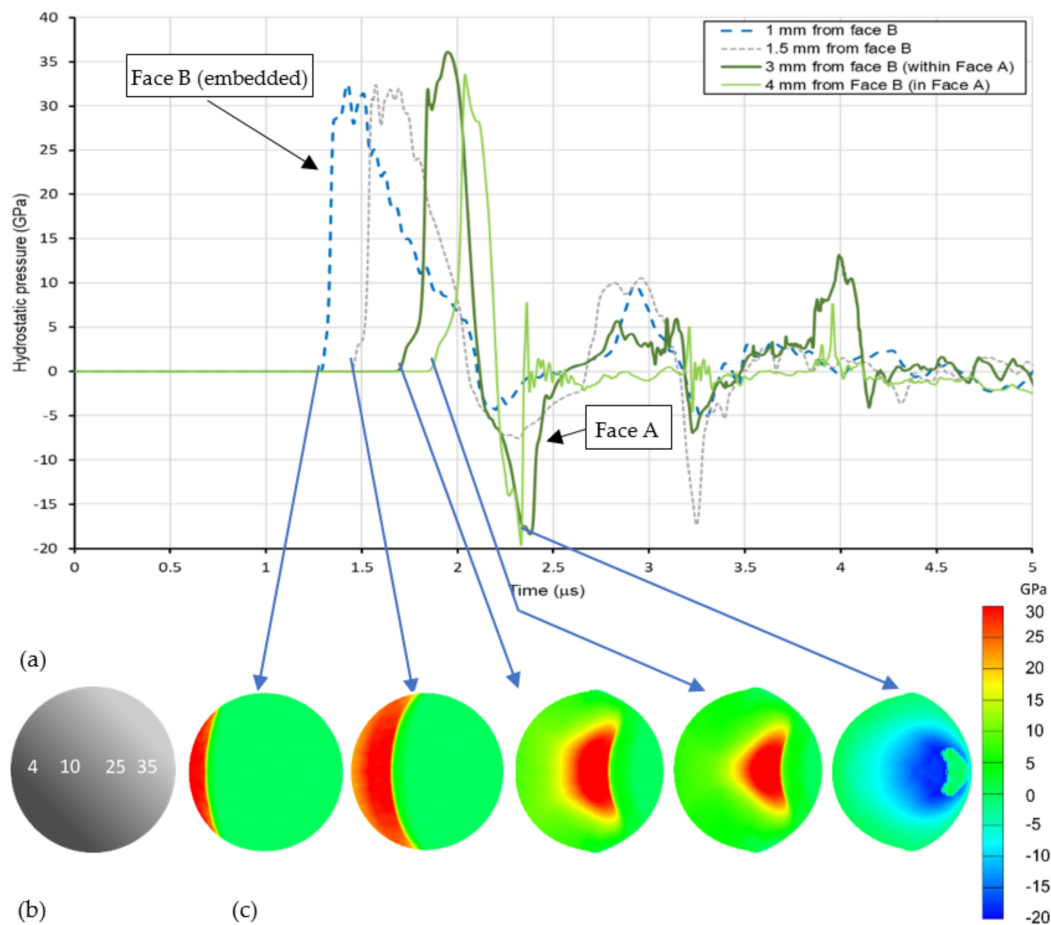 40
35
30
25
20
15
10
5
0
-5
-10
-15
-20
Hydrostatic pressure (GPa)
1 mm from face B
1.5 mm from face B
3 mm from face B (within Face A)
4 mm from Face B (in Face A)
Face B (embedded)
Face A
0 0.5 1 1.5 2 2.5 3 3.5 4 4.5 5
Time (μs)
GPa
30
20
15
10
5
0
-5
-10
-15
-20
(a)
4 10 25 35
(b) (c)